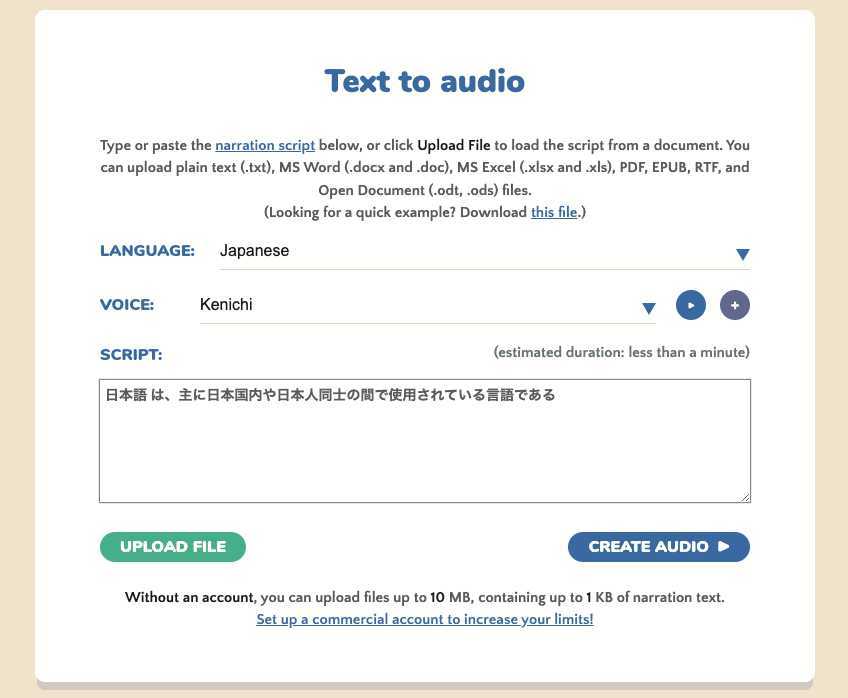 Text to audio
Type or paste the narration script below, or click Upload File to load the script from a document. You
can upload plain text (.txt), MS Word (.docx and .doc), MS Excel (.xlsx and .xls), PDF, EPUB, RTF, and
Open Document (.odt, .ods) files.
(Looking for a quick example? Download this file.)
LANGUAGE: Japanese
VOICE: Kenichi
SCRIPT: (estimated duration: less than a minute)
日本語 は、主に日本国内や日本人同士の間で使用されている言語である
UPLOAD FILE CREATE AUDIO
Without an account, you can upload files up to 10 MB, containing up to 1 KB of narration text.
Set up a commercial account to increase your limits!